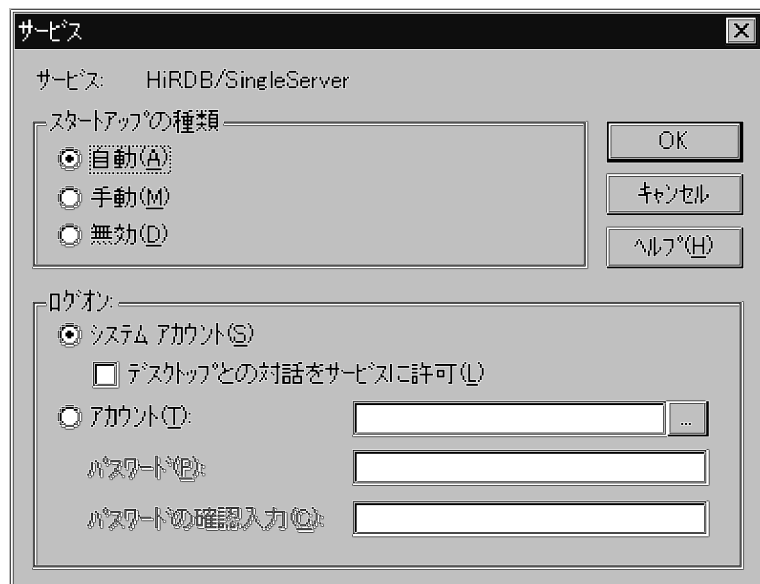 サービス
サービス: HiRDB/SingleServer
スタートアップの種類
自動(A)
手動(M)
無効(D)
OK
キャンセル
ヘルプ(H)
ログオン:
システム アカウント(S)
デスクトップとの対話をサービスに許可(L)
アカウント(T):
...
パスワード(P):
パスワードの確認入力(C):